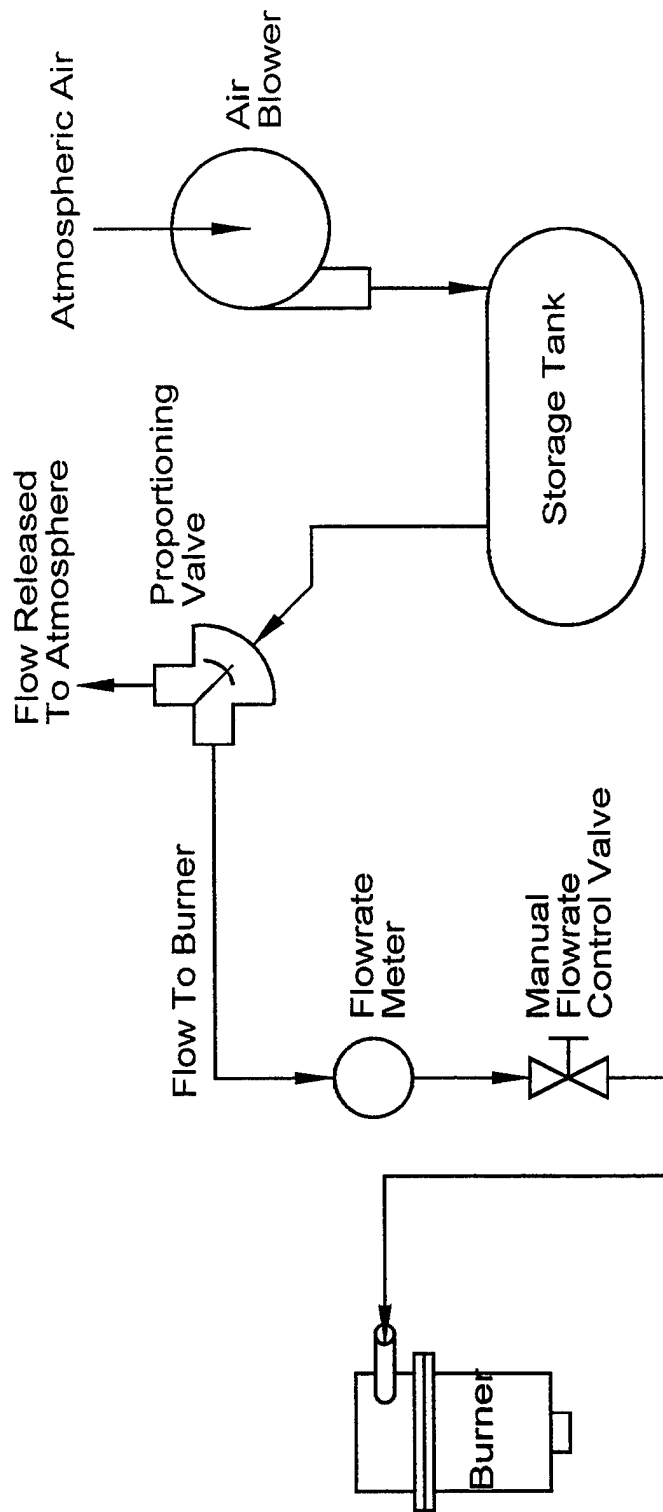 Atmospheric Air
Air
Blower
Flow Released
To Atmosphere
Proportioning
Valve
Storage Tank
Flow To Burner
Flowrate
Meter
Manual
Flowrate
Control Valve
Burner